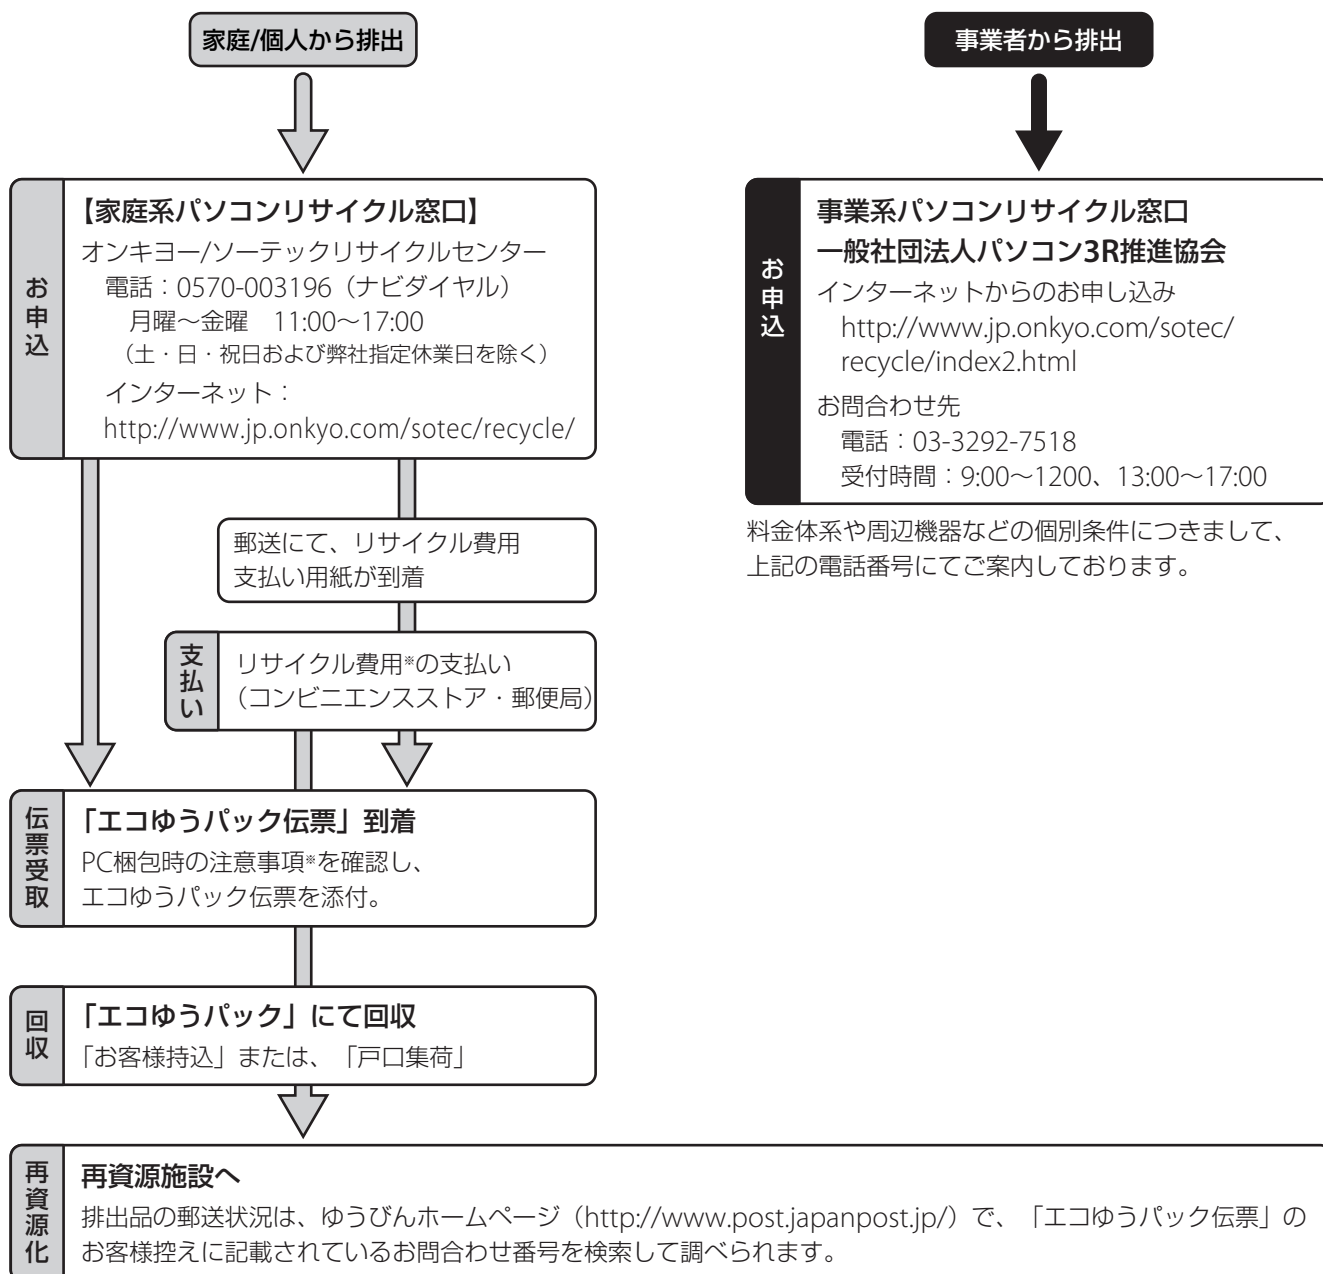 家庭/個人から排出
お申込
【家庭系パソコンリサイクル窓口】
オンキヨー/ソーテックリサイクルセンター
電話：0570-003196（ナビダイヤル）
月曜～金曜　11:00～17:00
（土・日・祝日および弊社指定休業日を除く）
インターネット：
http://www.jp.onkyo.com/sotec/recycle/
郵送にて、リサイクル費用
支払い用紙が到着
支払い
リサイクル費用※の支払い
（コンビニエンスストア・郵便局）
伝票受取
「エコゆうパック伝票」到着
PC梱包時の注意事項※を確認し、
エコゆうパック伝票を添付。
回収
「エコゆうパック」にて回収
「お客様持込」または、「戸口集荷」
事業者から排出
お申込
事業系パソコンリサイクル窓口
一般社団法人パソコン3R推進協会
インターネットからのお申し込み
http://www.jp.onkyo.com/sotec/
recycle/index2.html
お問合わせ先
電話：03-3292-7518
受付時間：9:00～1200、13:00～17:00
料金体系や周辺機器などの個別条件につきまして、
上記の電話番号にてご案内しております。
再資源化
再資源施設へ
排出品の郵送状況は、ゆうびんホームページ（http://www.post.japanpost.jp/）で、「エコゆうパック伝票」の
お客様控えに記載されているお問合わせ番号を検索して調べられます。